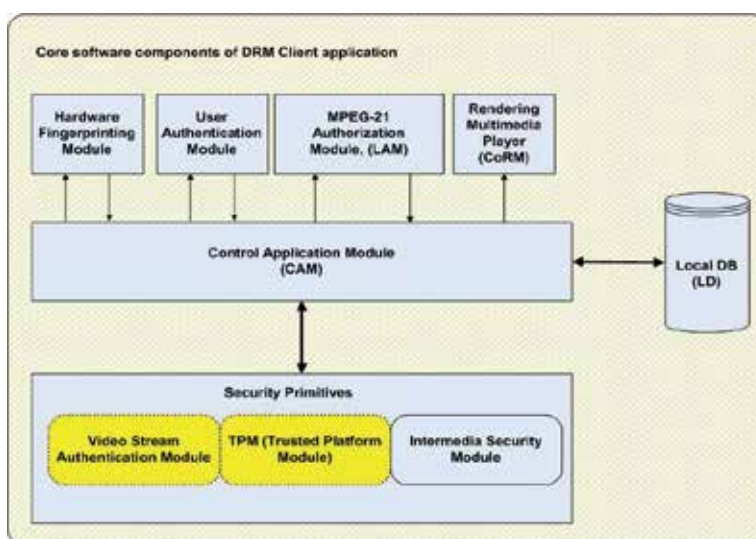 Core software components of DRM Client application
Hardware
Fingerprinting
Module
User
Authentication
Module
MPEG-21
Authorization
Module, (LAM)
Rendering
Multimedia
Player
(CoRM)
Control Application Module
(CAM)
Local DB
(LD)
Security Primitives
Video Stream
Authentication Module
TPM (Trusted Platform
Module)
Intermedia Security
Module